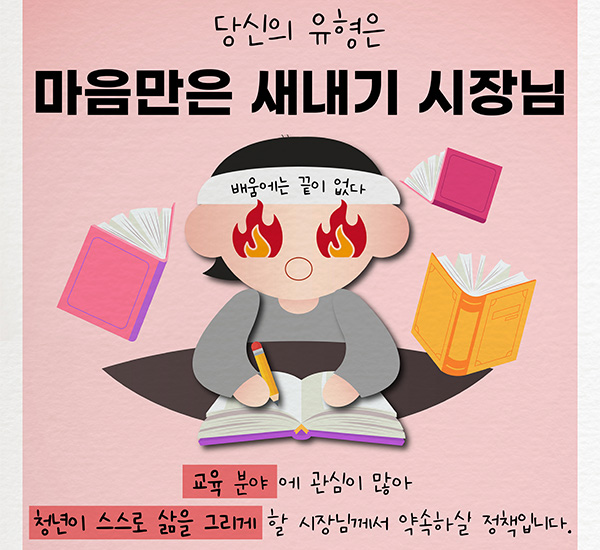 당신의 유형은
마음만은 새내기 시장님
배움에는 끝이 없다
교육 분야 에 관심이 많아
청년이 스스로 삶을 그리게 할 시장님께서 약속하실 정책입니다.